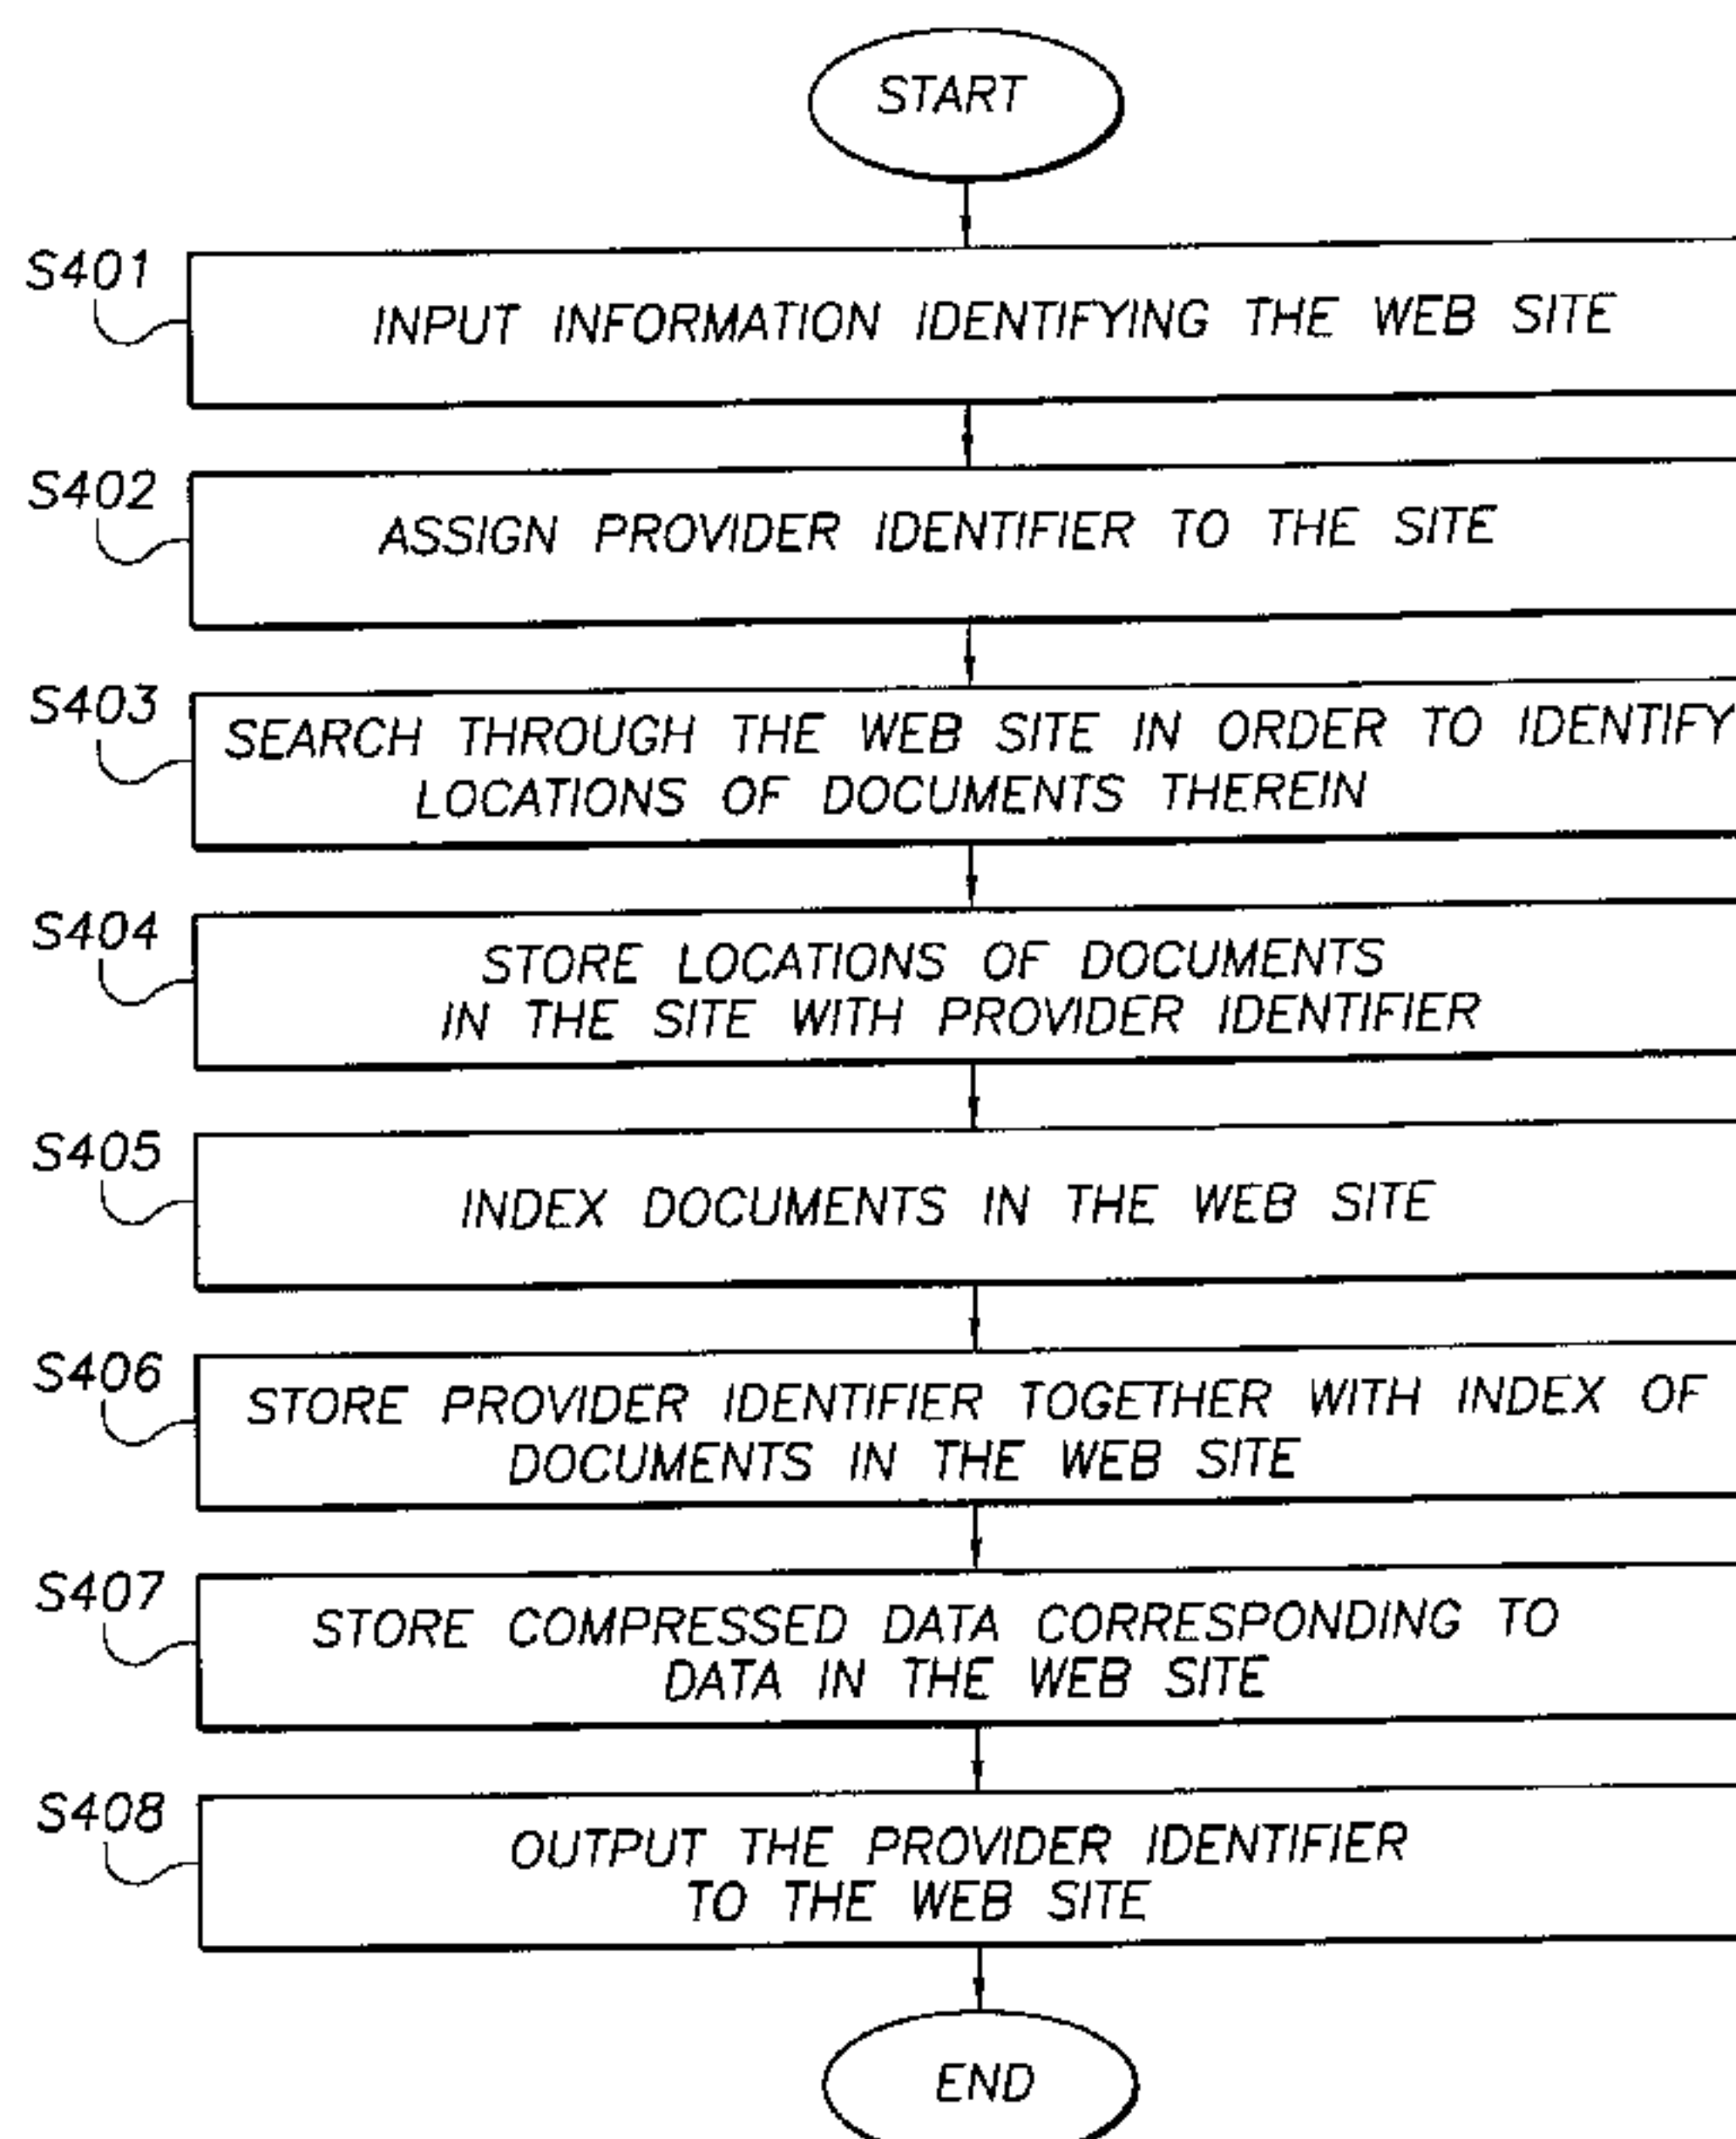 START
S401
INPUT INFORMATION IDENTIFYING THE WEB SITE
S402
ASSIGN PROVIDER IDENTIFIER TO THE SITE
S403
SEARCH THROUGH THE WEB SITE IN ORDER TO IDENTIFY
LOCATIONS OF DOCUMENTS THEREIN
S404
STORE LOCATIONS OF DOCUMENTS
IN THE SITE WITH PROVIDER IDENTIFIER
S405
INDEX DOCUMENTS IN THE WEB SITE
S406
STORE PROVIDER IDENTIFIER TOGETHER WITH INDEX OF
DOCUMENTS IN THE WEB SITE
S407
STORE COMPRESSED DATA CORRESPONDING TO
DATA IN THE WEB SITE
S408
OUTPUT THE PROVIDER IDENTIFIER
TO THE WEB SITE
END